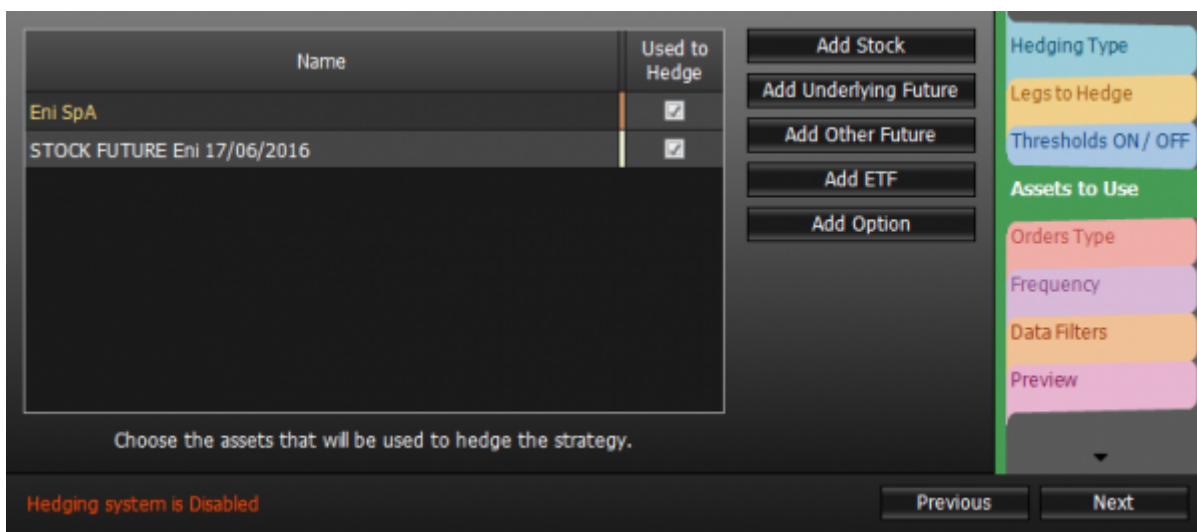 Name
Used to
Hedge
Eni SpA
STOCK FUTURE Eni 17/06/2016
Add Stock
Add Underlying Future
Add Other Future
Add ETF
Add Option
Choose the assets that will be used to hedge the strategy.
Hedging Type
Legs to Hedge
Thresholds ON / OFF
Assets to Use
Orders Type
Frequency
Data Filters
Preview
Hedging system is Disabled
Previous
Next